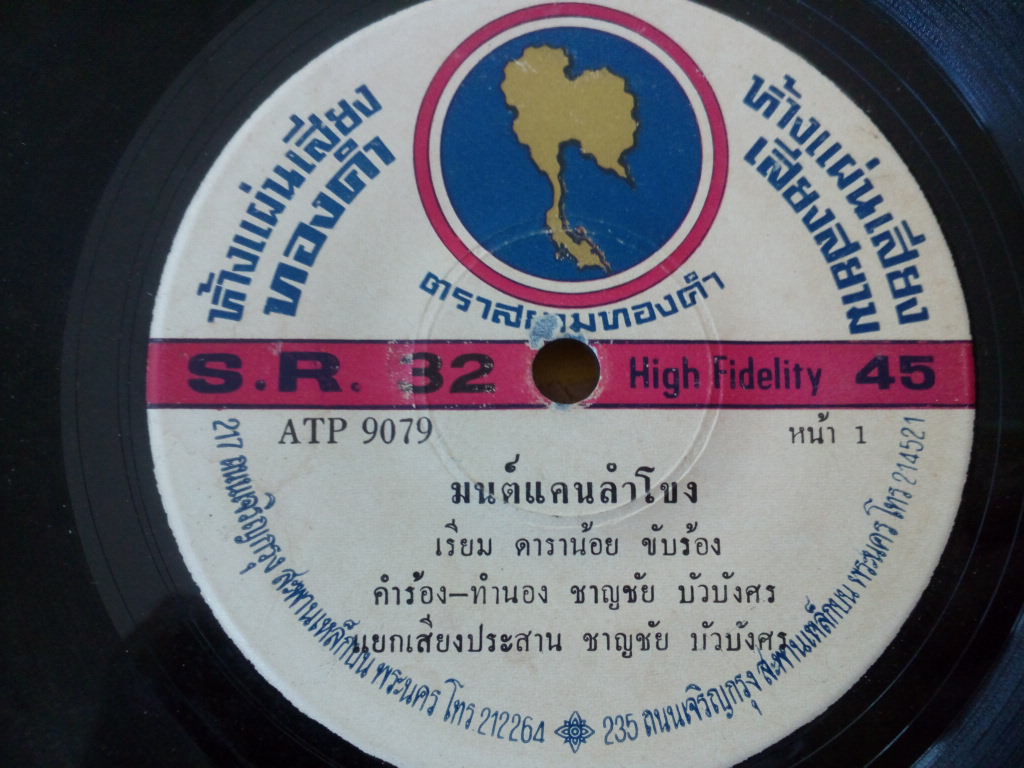 ห้างแผ่นเสียง
ทองคำ
ห้างแผ่นเสียง
เสียงสยาม
ตราสยามทองคำ
S.R. 32 High Fidelity 45
ATP 9079 หน้า 1
มนต์แคนลำโขง
เรียม ดาราน้อย ขับร้อง
คำร้อง-ทำนอง ชาญชัย บัวบังศร
แยกเสียงประสาน ชาญชัย บัวบังศร
217 ถนนเจริญกรุง สะพานเหล็กบน พระนคร โทร 212264
235 ถนนเจริญกรุง สะพานเหล็กบน พระนคร โทร 214521